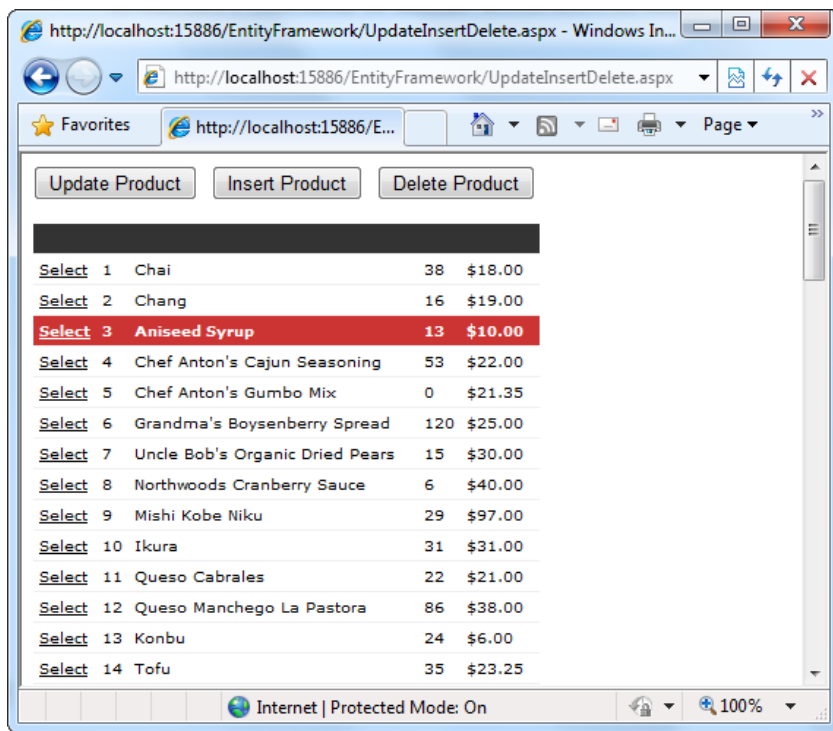 http://localhost:15886/EntityFramework/UpdateInsertDelete.aspx - Windows In...
http://localhost:15886/EntityFramework/UpdateInsertDelete.aspx
Favorites http://localhost:15886/E... Page »
Update Product Insert Product Delete Product
Select 1 Chai 38 $18.00
Select 2 Chang 16 $19.00
Select 3 Aniseed Syrup 13 $10.00
Select 4 Chef Anton's Cajun Seasoning 53 $22.00
Select 5 Chef Anton's Gumbo Mix 0 $21.35
Select 6 Grandma's Boysenberry Spread 120 $25.00
Select 7 Uncle Bob's Organic Dried Pears 15 $30.00
Select 8 Northwoods Cranberry Sauce 6 $40.00
Select 9 Mishi Kobe Niku 29 $97.00
Select 10 Ikura 31 $31.00
Select 11 Queso Cabrales 22 $21.00
Select 12 Queso Manchego La Pastora 86 $38.00
Select 13 Konbu 24 $6.00
Select 14 Tofu 35 $23.25
Internet | Protected Mode: On 100%